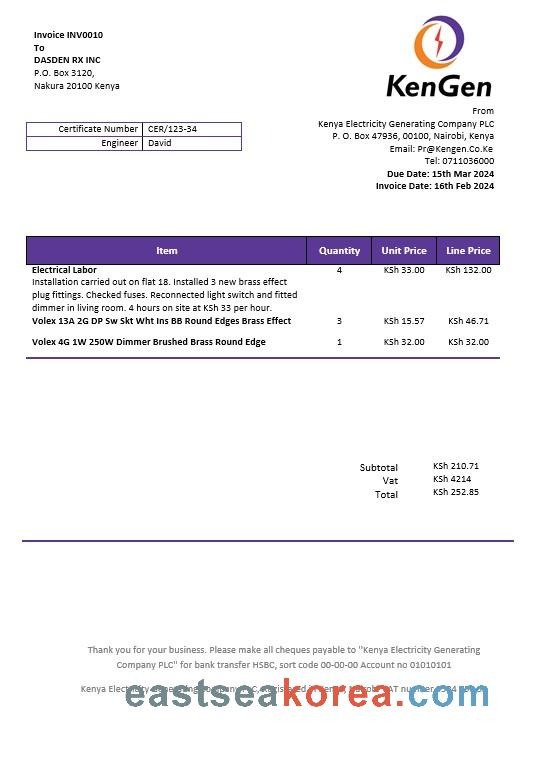 Invoice INV0010
To
DASDEN RX INC
P.O. Box 3120,
Nakura 20100 Kenya
KenGen
From
Kenya Electricity Generating Company PLC
P. O. Box 47936, 00100, Nairobi, Kenya
Email: Pr@Kengen.Co.Ke
Tel: 0711036000
Due Date: 15th Mar 2024
Invoice Date: 16th Feb 2024
Certificate Number CER/123-34
Engineer David
Item Quantity Unit Price Line Price
Electrical Labor 4 KSh 33.00 KSh 132.00
Installation carried out on flat 18. Installed 3 new brass effect
plug fittings. Checked fuses. Reconnected light switch and fitted
dimmer in living room. 4 hours on site at KSh 33 per hour.
Volex 13A 2G DP Sw Skt Wht Ins BB Round Edges Brass Effect 3 KSh 15.57 KSh 46.71
Volex 4G 1W 250W Dimmer Brushed Brass Round Edge 1 KSh 32.00 KSh 32.00
Subtotal KSh 210.71
Vat KSh 4214
Total KSh 252.85
Thank you for your business. Please make all cheques payable to "Kenya Electricity Generating
Company PLC" for bank transfer HSBC, sort code 00-00-00 Account no 01010101
Kenya Electricity Generating Company PLC, Registered in Kenya, Nairobi VAT number
eastseakorea.com